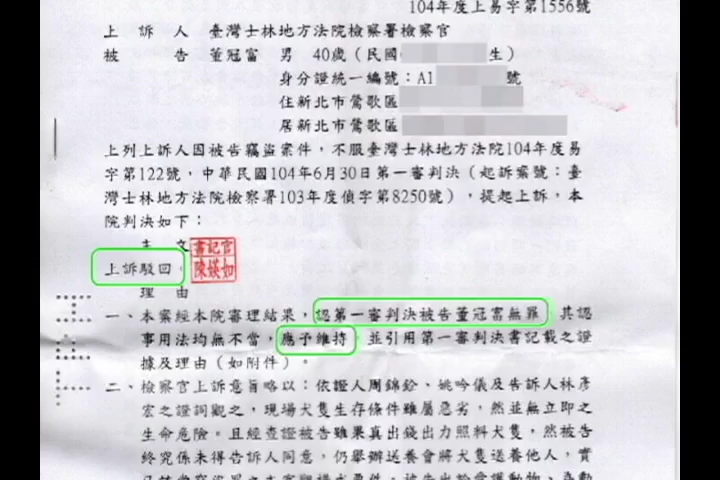 104年度上易字第1556號
上訴人 臺灣士林地方法院檢察署檢察官
被告 董冠富 男 40歲(民國 生)
身分證統一編號:A1 號
住新北市鶯歌區
居新北市鶯歌區
上列上訴人因被告竊盜案件,不服臺灣士林地方法院104年度易
字第122號,中華民國104年6月30日第一審判決(起訴案號:臺
灣士林地方法院檢察署103年度偵字第8250號),提起上訴,本
院判決如下:
主文
書記官
陳媖如
上訴駁回。
理由
一、本案經本院審理結果,認第一審判決被告董冠富無罪,其認
事用法均無不當,應予維持,並引用第一審判決書記載之證
據及理由(如附件)。
二、檢察官上訴意旨略以:依證人周錦銓、姚吟儀及告訴人林彥
宏之證詞觀之,現場犬隻生存條件雖屬惡劣,然並無立即之
生命危險。且經查證被告雖果真出錢出力照料犬隻,然被告
終究係未得告訴人同意,仍舉辦送養會將犬隻送養他人,實